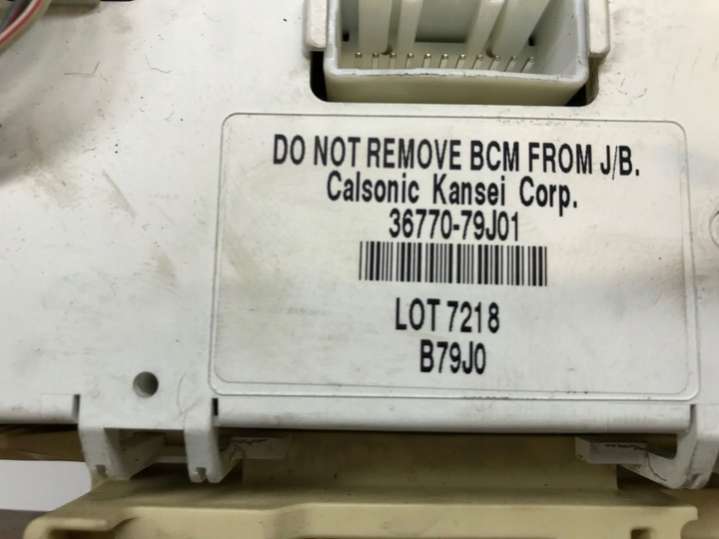 DO NOT REMOVE BCM FROM J/B.
Calsonic Kansei Corp.
36770-79J01
LOT 7218
B79J0